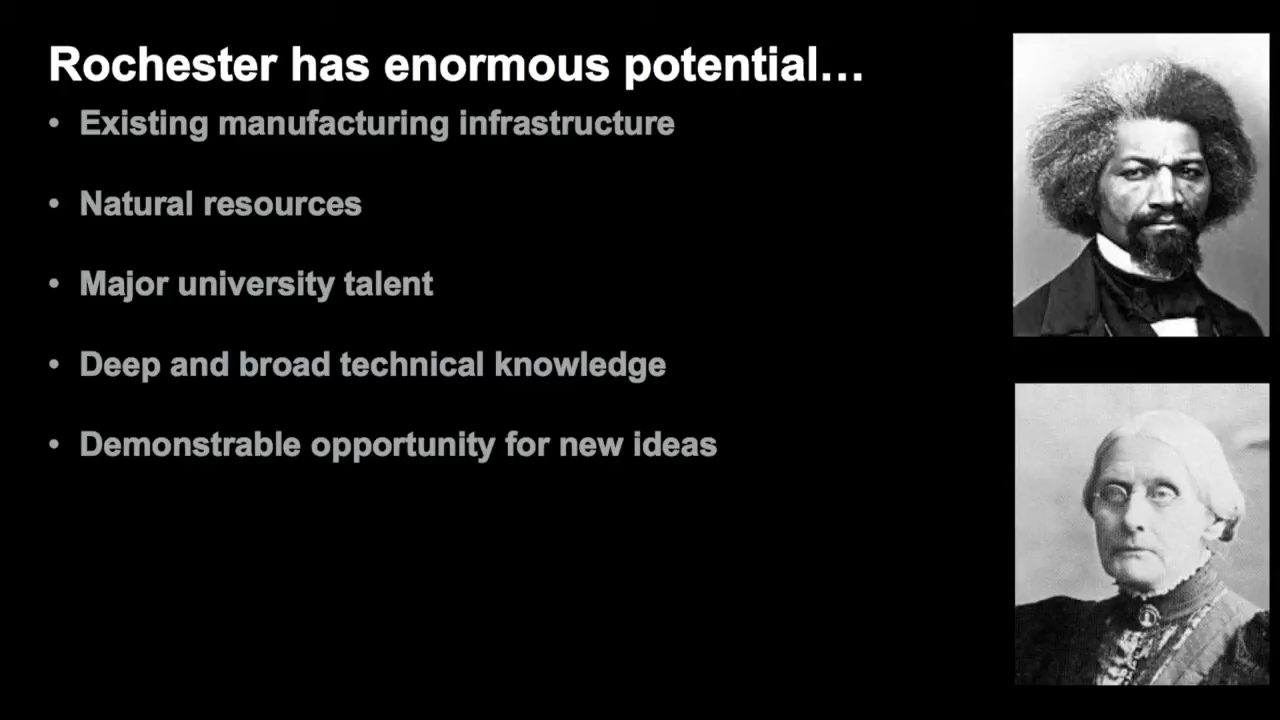 Rochester has enormous potential…
• Existing manufacturing infrastructure
• Natural resources
• Major university talent
• Deep and broad technical knowledge
• Demonstrable opportunity for new ideas